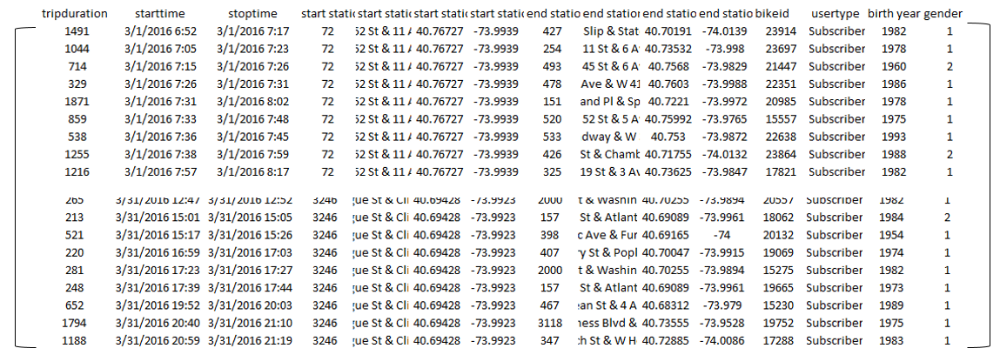 tripduration starttime stoptime start static start static start static start static end statio end station end statio end statio bikeid usertype birth year gender
1491 3/1/2016 6:52 3/1/2016 7:17 72 52 St & 11 A 40.76727 -73.9939 427 Slip & Stat 40.70191 -74.0139 23914 Subscriber 1982 1
1044 3/1/2016 7:05 3/1/2016 7:23 72 52 St & 11 A 40.76727 -73.9939 254 11 St & 6 A 40.73532 -73.998 23697 Subscriber 1978 1
714 3/1/2016 7:15 3/1/2016 7:26 72 52 St & 11 A 40.76727 -73.9939 493 45 St & 6 A 40.7568 -73.9829 21447 Subscriber 1960 2
329 3/1/2016 7:26 3/1/2016 7:31 72 52 St & 11 A 40.76727 -73.9939 478 Ave & W 41 40.7603 -73.9988 22351 Subscriber 1986 1
1871 3/1/2016 7:31 3/1/2016 8:02 72 52 St & 11 A 40.76727 -73.9939 151 and Pl & Sp 40.7221 -73.9972 20985 Subscriber 1978 1
859 3/1/2016 7:33 3/1/2016 7:48 72 52 St & 11 A 40.76727 -73.9939 520 52 St & 5 A 40.75992 -73.9765 15557 Subscriber 1975 1
538 3/1/2016 7:36 3/1/2016 7:45 72 52 St & 11 A 40.76727 -73.9939 533 dway & W 40.753 -73.9872 22638 Subscriber 1993 1
1255 3/1/2016 7:38 3/1/2016 7:59 72 52 St & 11 A 40.76727 -73.9939 426 St & Chamb 40.71755 -74.0132 23864 Subscriber 1988 2
1216 3/1/2016 7:57 3/1/2016 8:17 72 52 St & 11 A 40.76727 -73.9939 325 19 St & 3 Av 40.73625 -73.9847 17821 Subscriber 1982 1
265 3/31/2016 12:47 3/31/2016 12:52 3246 gue St & Cli 40.69428 -73.9923 2000 t & Washin 40.70255 -73.9894 20557 Subscriber 1982 1
213 3/31/2016 15:01 3/31/2016 15:05 3246 gue St & Cli 40.69428 -73.9923 157 St & Atlant 40.69089 -73.9961 18062 Subscriber 1984 2
521 3/31/2016 15:17 3/31/2016 15:26 3246 gue St & Cli 40.69428 -73.9923 398 c Ave & Fur 40.69165 -74 20132 Subscriber 1954 1
220 3/31/2016 16:59 3/31/2016 17:03 3246 gue St & Cli 40.69428 -73.9923 407 ry St & Popl 40.70047 -73.9915 19069 Subscriber 1974 1
281 3/31/2016 17:23 3/31/2016 17:27 3246 gue St & Cli 40.69428 -73.9923 2000 t & Washin 40.70255 -73.9894 15275 Subscriber 1982 1
248 3/31/2016 17:39 3/31/2016 17:44 3246 gue St & Cli 40.69428 -73.9923 157 St & Atlant 40.69089 -73.9961 19665 Subscriber 1973 1
652 3/31/2016 19:52 3/31/2016 20:03 3246 gue St & Cli 40.69428 -73.9923 467 ean St & 4 A 40.68312 -73.979 15230 Subscriber 1989 1
1794 3/31/2016 20:40 3/31/2016 21:10 3246 gue St & Cli 40.69428 -73.9923 3118 ness Blvd & 40.73555 -73.9528 19752 Subscriber 1975 1
1188 3/31/2016 20:59 3/31/2016 21:19 3246 gue St & Cli 40.69428 -73.9923 347 h St & W H 40.72885 -74.0086 17288 Subscriber 1983 1